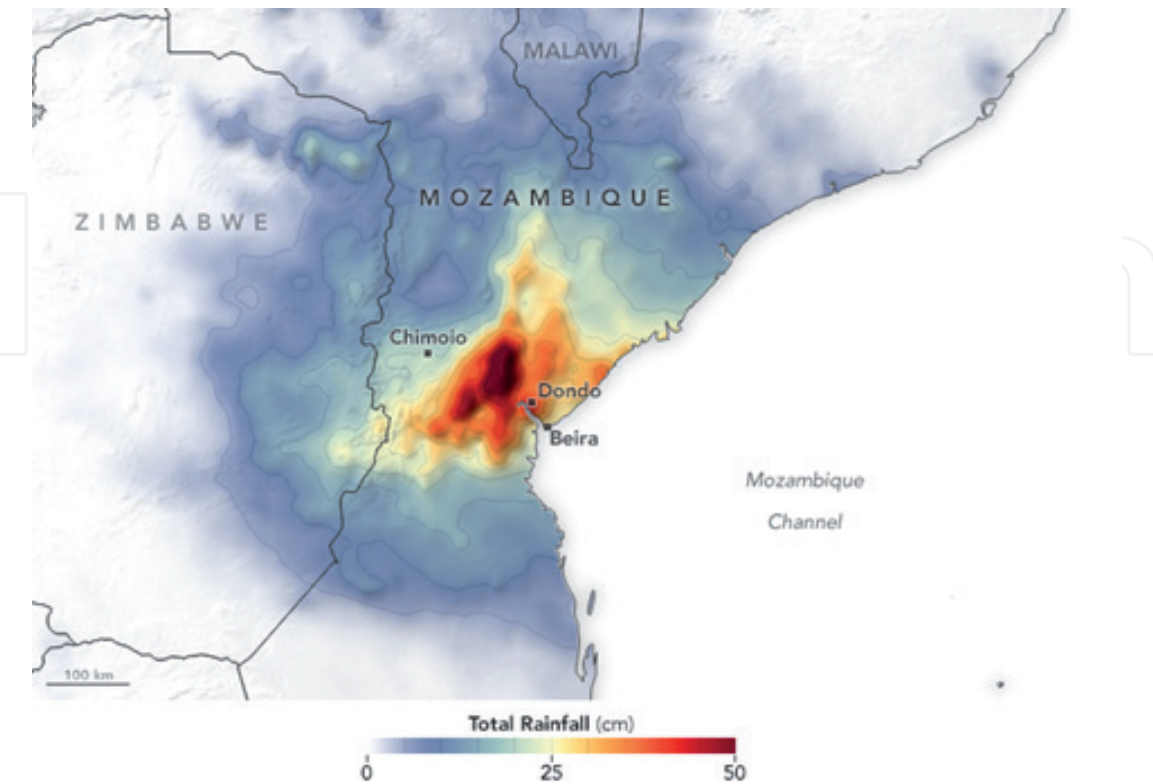 MALAWI
MOZAMBIQUE
ZIMBABWE
Chimoio
Dondo
Beira
Mozambique
Channel
100 km
Total Rainfall (cm)
0 25 50